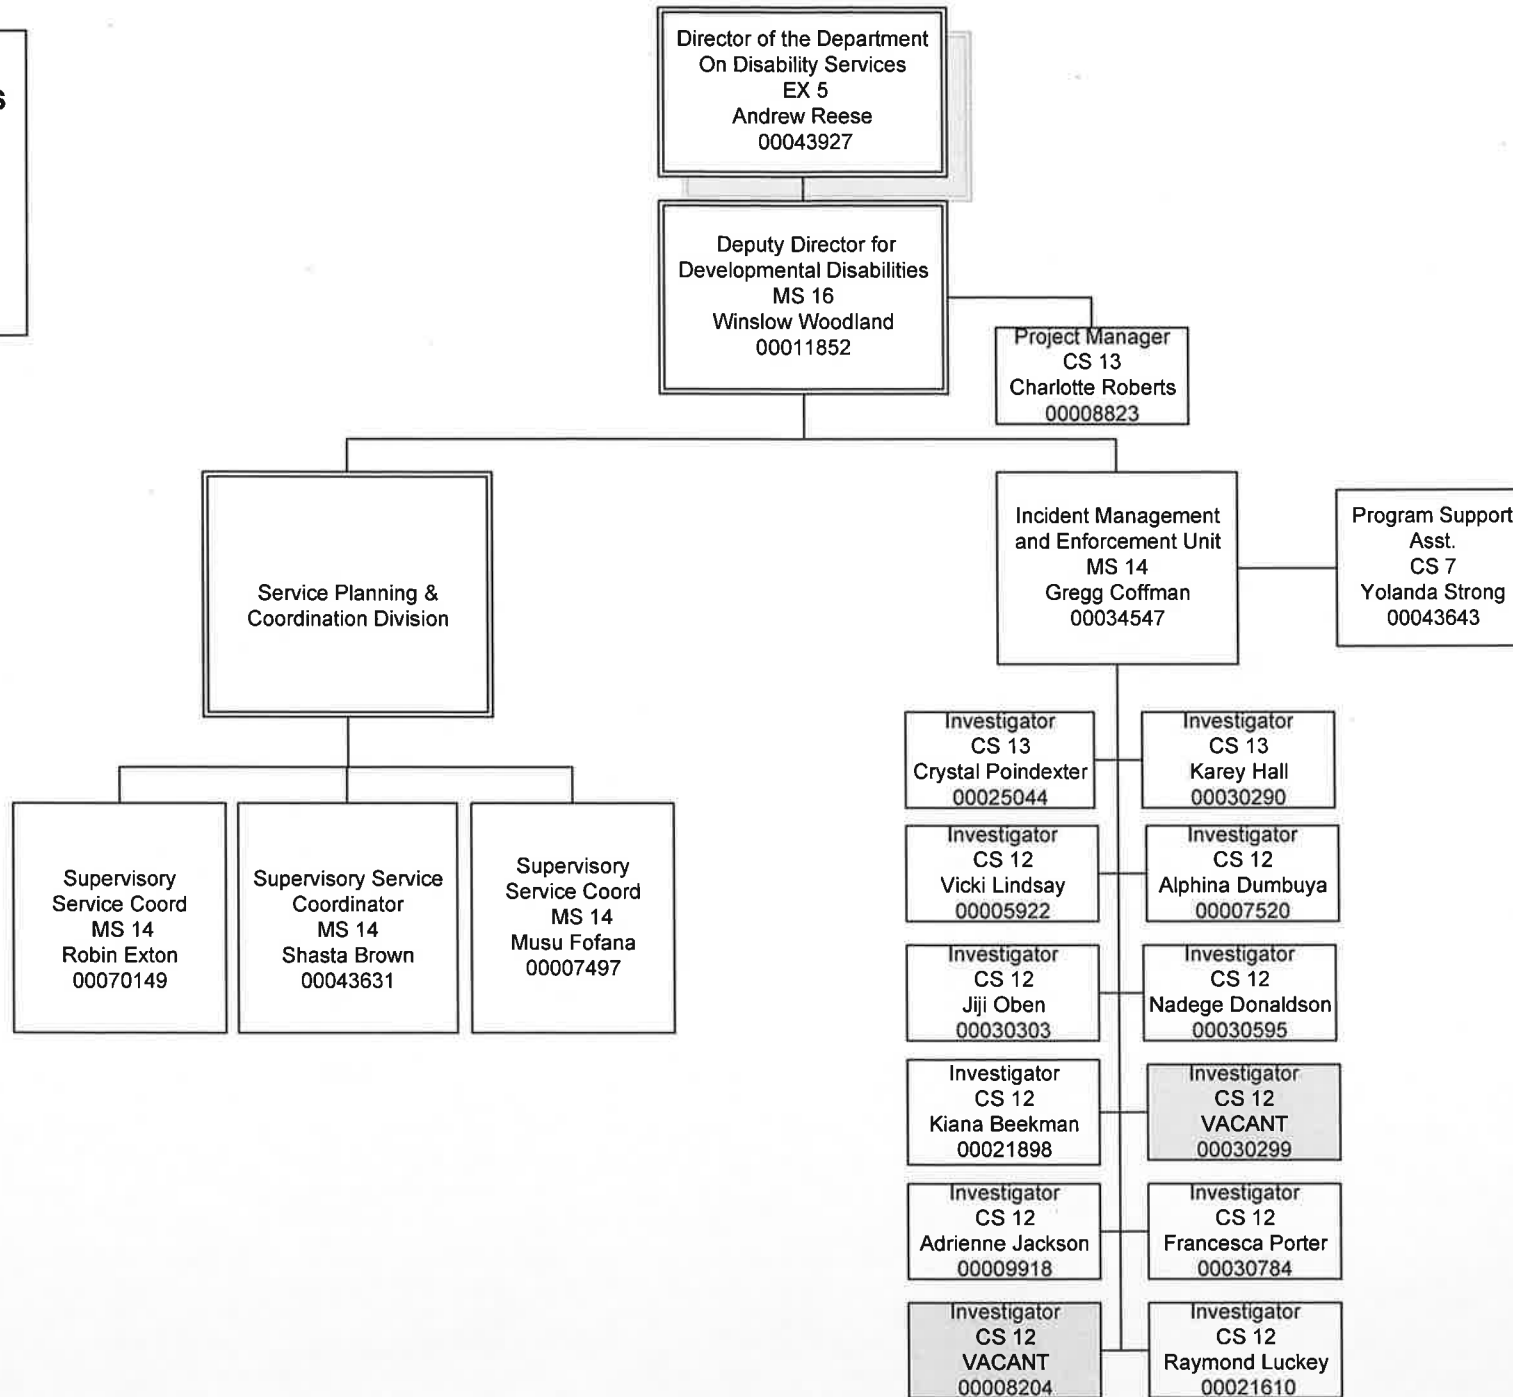 Director of the Department
On Disability Services
EX 5
Andrew Reese
00043927
Deputy Director for
Developmental Disabilities
MS 16
Winslow Woodland
00011852
Project Manager
CS 13
Charlotte Roberts
00008823
Service Planning &
Coordination Division
Incident Management
and Enforcement Unit
MS 14
Gregg Coffman
00034547
Program Support
Asst.
CS 7
Yolanda Strong
00043643
Supervisory
Service Coord
MS 14
Robin Exton
00070149
Supervisory Service
Coordinator
MS 14
Shasta Brown
00043631
Supervisory
Service Coord
MS 14
Musu Fofana
00007497
Investigator
CS 13
Crystal Poindexter
00025044
Investigator
CS 13
Karey Hall
00030290
Investigator
CS 12
Vicki Lindsay
00005922
Investigator
CS 12
Alphina Dumbuya
00007520
Investigator
CS 12
Jiji Oben
00030303
Investigator
CS 12
Nadege Donaldson
00030595
Investigator
CS 12
Kiana Beekman
00021898
Investigator
CS 12
VACANT
00030299
Investigator
CS 12
Adrienne Jackson
00009918
Investigator
CS 12
Francesca Porter
00030784
Investigator
CS 12
VACANT
00008204
Investigator
CS 12
Raymond Luckey
00021610